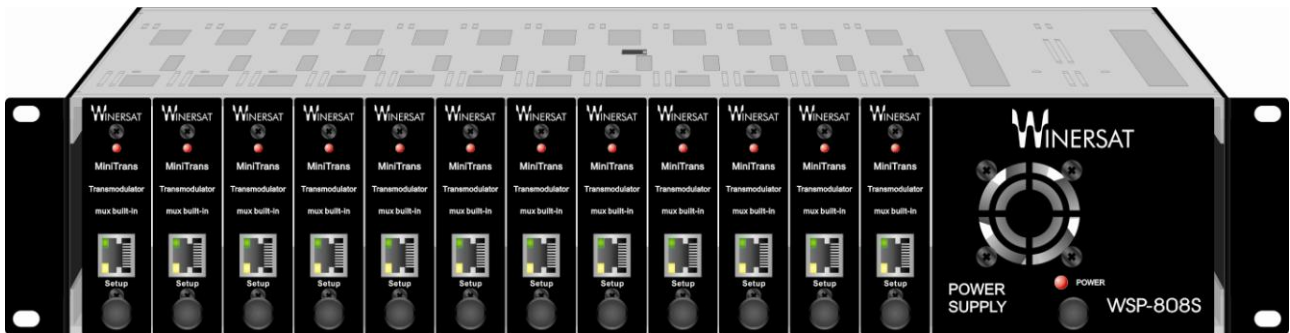 WINERSAT
MiniTrans
Transmodulator
mux built-in
Setup
WINERSAT
MiniTrans
Transmodulator
mux built-in
Setup
WINERSAT
MiniTrans
Transmodulator
mux built-in
Setup
WINERSAT
MiniTrans
Transmodulator
mux built-in
Setup
WINERSAT
MiniTrans
Transmodulator
mux built-in
Setup
WINERSAT
MiniTrans
Transmodulator
mux built-in
Setup
WINERSAT
MiniTrans
Transmodulator
mux built-in
Setup
WINERSAT
MiniTrans
Transmodulator
mux built-in
Setup
WINERSAT
MiniTrans
Transmodulator
mux built-in
Setup
WINERSAT
MiniTrans
Transmodulator
mux built-in
Setup
WINERSAT
MiniTrans
Transmodulator
mux built-in
Setup
WINERSAT
MiniTrans
Transmodulator
mux built-in
Setup
WINERSAT
POWER
POWER
SUPPLY
WSP-808S